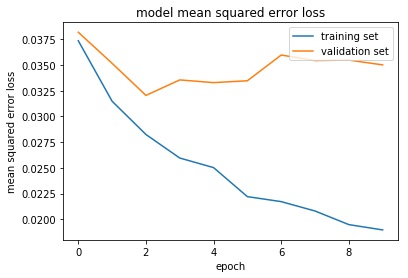 model mean squared error loss
training set
validation set
0.0375
0.0350
0.0325
0.0300
0.0275
0.0250
0.0225
0.0200
mean squared error loss
0 2 4 6 8
epoch